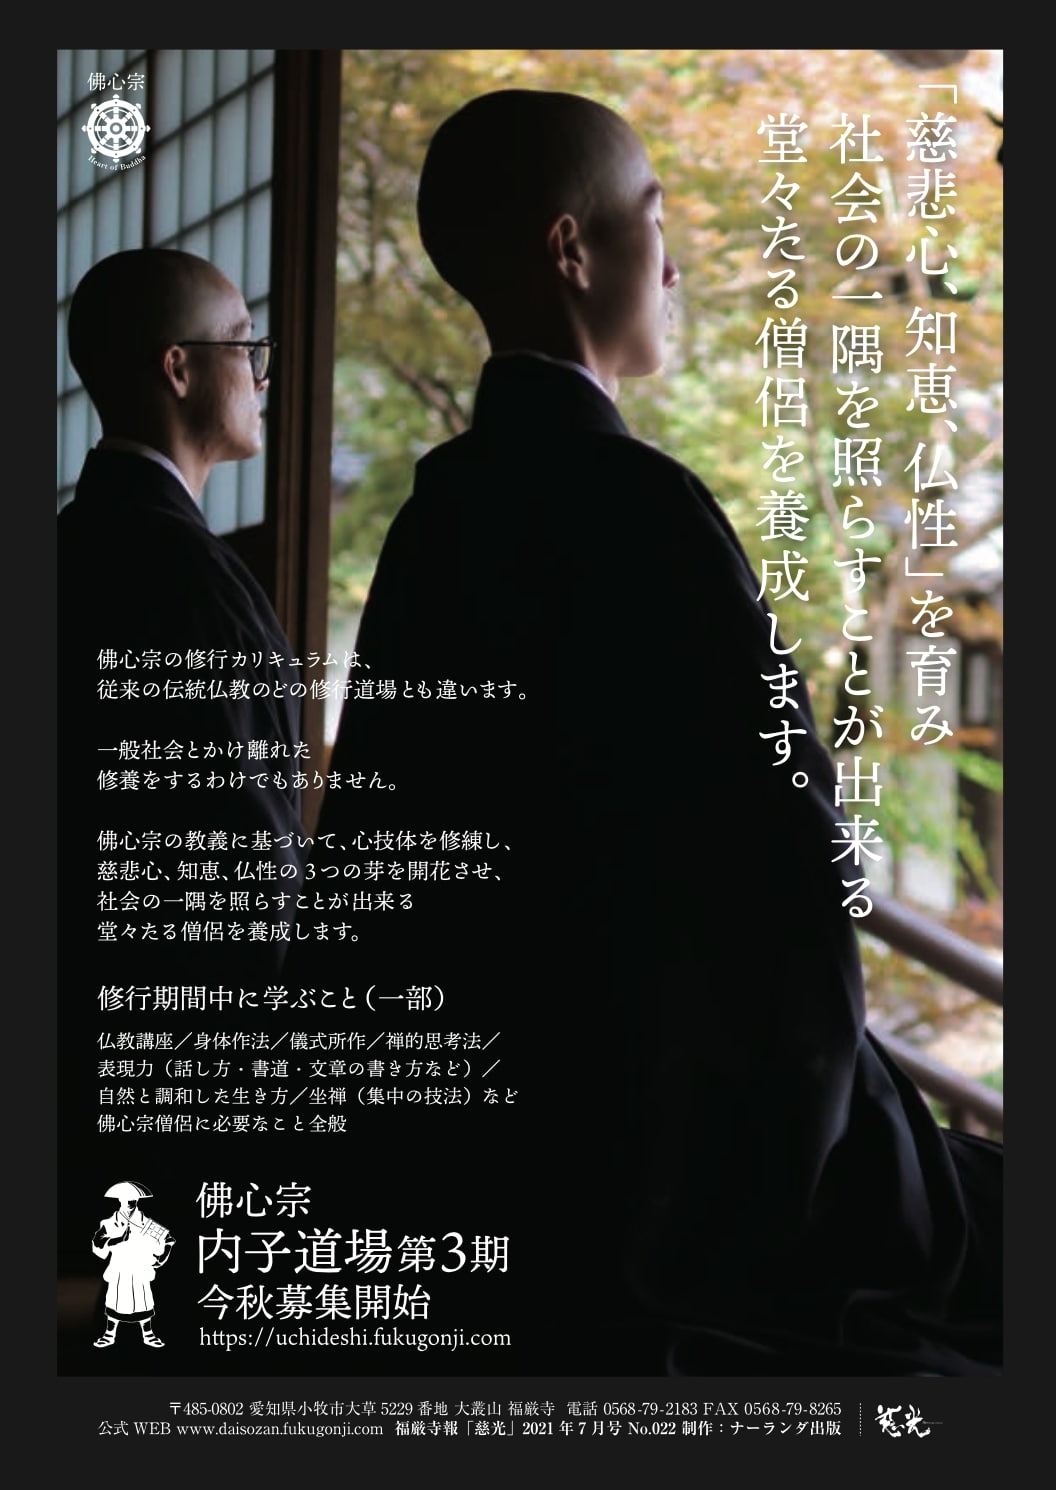 佛心宗
Heart of Buddha
「慈悲心、知恵、仏性」を育み
社会の一隅を照らすことが出来る
堂々たる僧侶を養成します。
佛心宗の修行カリキュラムは、
従来の伝統仏教のどの修行道場とも違います。
一般社会とかけ離れた
修養をするわけでもありません。
佛心宗の教義に基づいて、心技体を修練し、
慈悲心、知恵、仏性の3つの芽を開花させ、
社会の一隅を照らすことが出来る
堂々たる僧侶を養成します。
修行期間中に学ぶこと（一部）
仏教講座／身体作法／儀式所作／禅的思考法／
表現力（話し方・書道・文章の書き方など）／
自然と調和した生き方／坐禅（集中の技法）など
佛心宗僧侶に必要なこと全般
佛心宗
内子道場第3期
今秋募集開始
https://uchideshi.fukugonji.com
〒485-0802 愛知県小牧市大草5229番地 大叢山 福厳寺 電話 0568-79-2183 FAX 0568-79-8265
公式 WEB www.daisozan.fukugonji.com 福厳寺報「慈光」2021年7月号 No.022 制作：ナーランダ出版
慈光